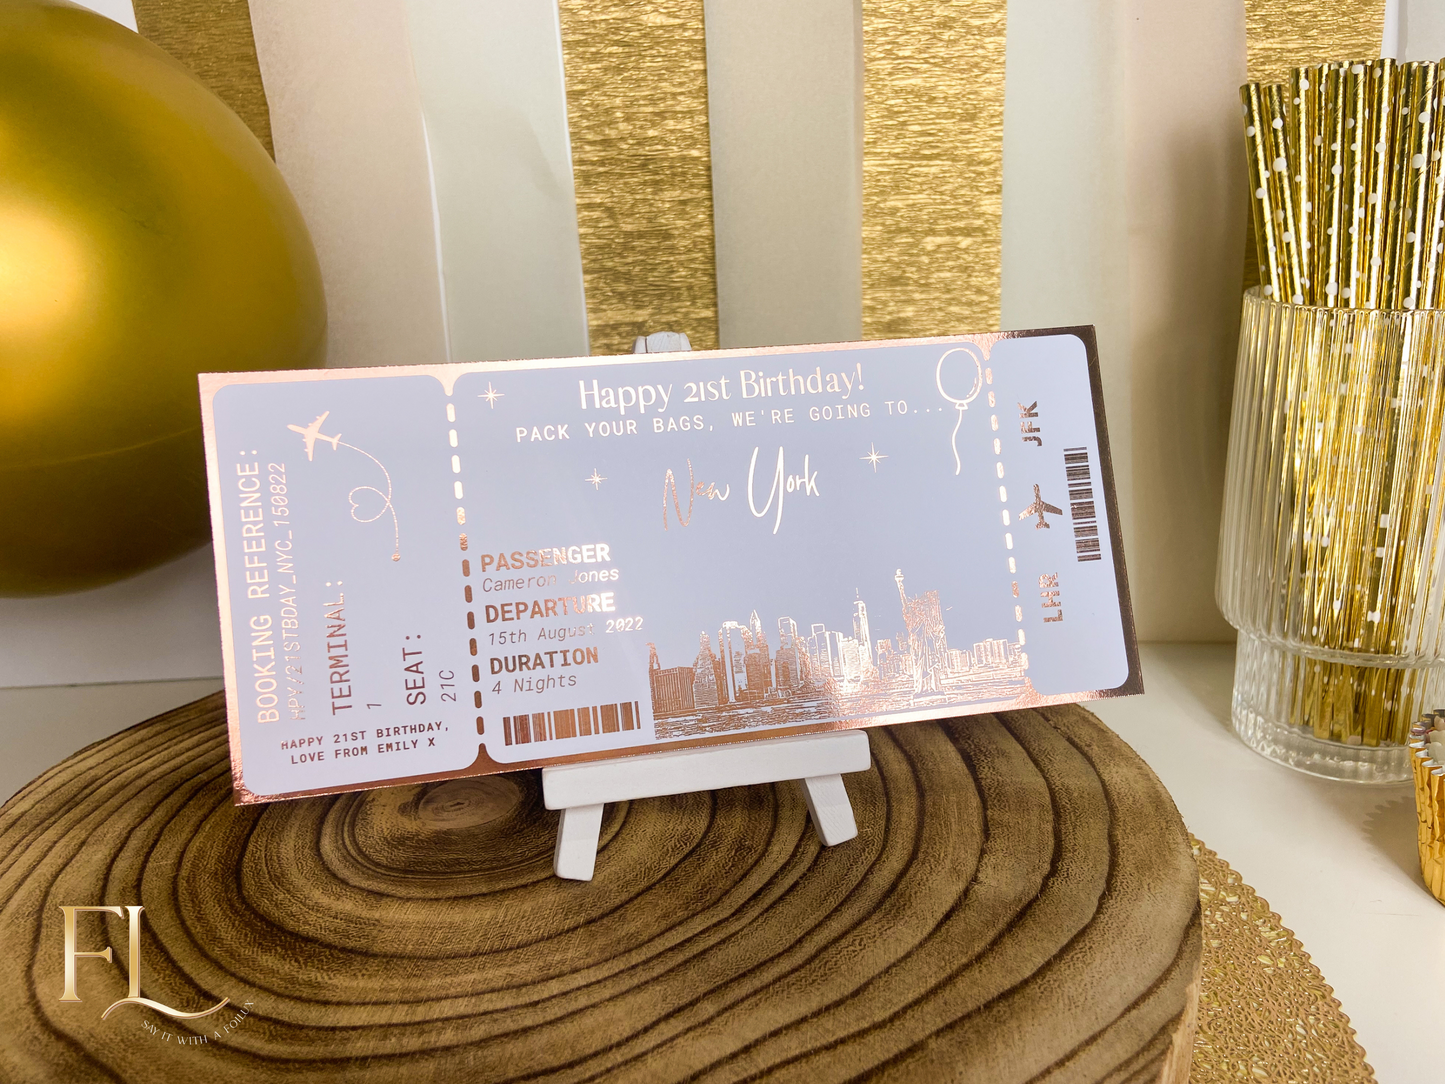 BOOKING REFERENCE:
HPY/21STBDAY_NYC_150822
TERMINAL:
1
SEAT:
21C
HAPPY 21ST BIRTHDAY,
LOVE FROM EMILY X
Happy 21st Birthday!
PACK YOUR BAGS, WE'RE GOING TO...
New York
PASSENGER
Cameron Jones
DEPARTURE
15th August 2022
DURATION
4 Nights
LHR
JFK
FL
SAY IT WITH A FOILUX